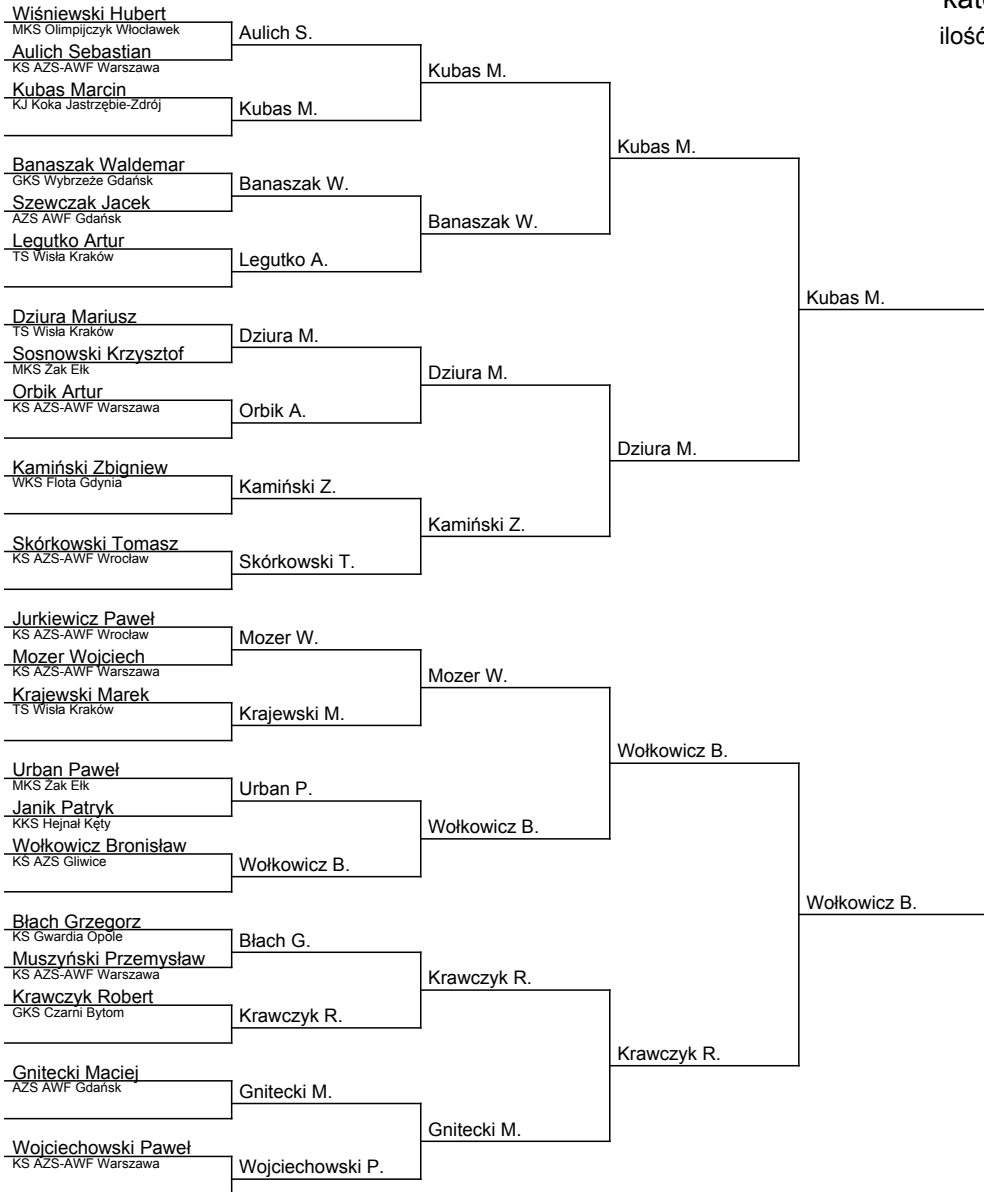 Wiśniewski Hubert
MKS Olimpijczyk Włocławek
Aulich Sebastian
KS AZS-AWF Warszawa
Kubas Marcin
KJ Koka Jastrzębie-Zdrój
Banaszak Waldemar
GKS Wybrzeże Gdańsk
Szewczak Jacek
AZS AWF Gdańsk
Legutko Artur
TS Wisła Kraków
Dziura Mariusz
TS Wisła Kraków
Sosnowski Krzysztof
MKS Żak Ełk
Orbik Artur
KS AZS-AWF Warszawa
Kamiński Zbigniew
WKS Flota Gdynia
Skórkowski Tomasz
KS AZS-AWF Wrocław
Jurkiewicz Paweł
KS AZS-AWF Wrocław
Mozer Wojciech
KS AZS-AWF Warszawa
Krajewski Marek
TS Wisła Kraków
Urban Paweł
MKS Żak Ełk
Janik Patryk
KKS Hejnał Kęty
Wołkowicz Bronisław
KS AZS Gliwice
Błach Grzegorz
KS Gwardia Opole
Muszyński Przemysław
KS AZS-AWF Warszawa
Krawczyk Robert
GKS Czarni Bytom
Gnitecki Maciej
AZS AWF Gdańsk
Wojciechowski Paweł
KS AZS-AWF Warszawa
Aulich S.
Kubas M.
Banaszak W.
Legutko A.
Dziura M.
Orbik A.
Kamiński Z.
Skórkowski T.
Mozer W.
Krajewski M.
Urban P.
Wołkowicz B.
Błach G.
Krawczyk R.
Gnitecki M.
Wojciechowski P.
Kubas M.
Banaszak W.
Dziura M.
Kamiński Z.
Mozer W.
Wołkowicz B.
Krawczyk R.
Gnitecki M.
Kubas M.
Dziura M.
Wołkowicz B.
Krawczyk R.
Kubas M.
Wołkowicz B.
ilość